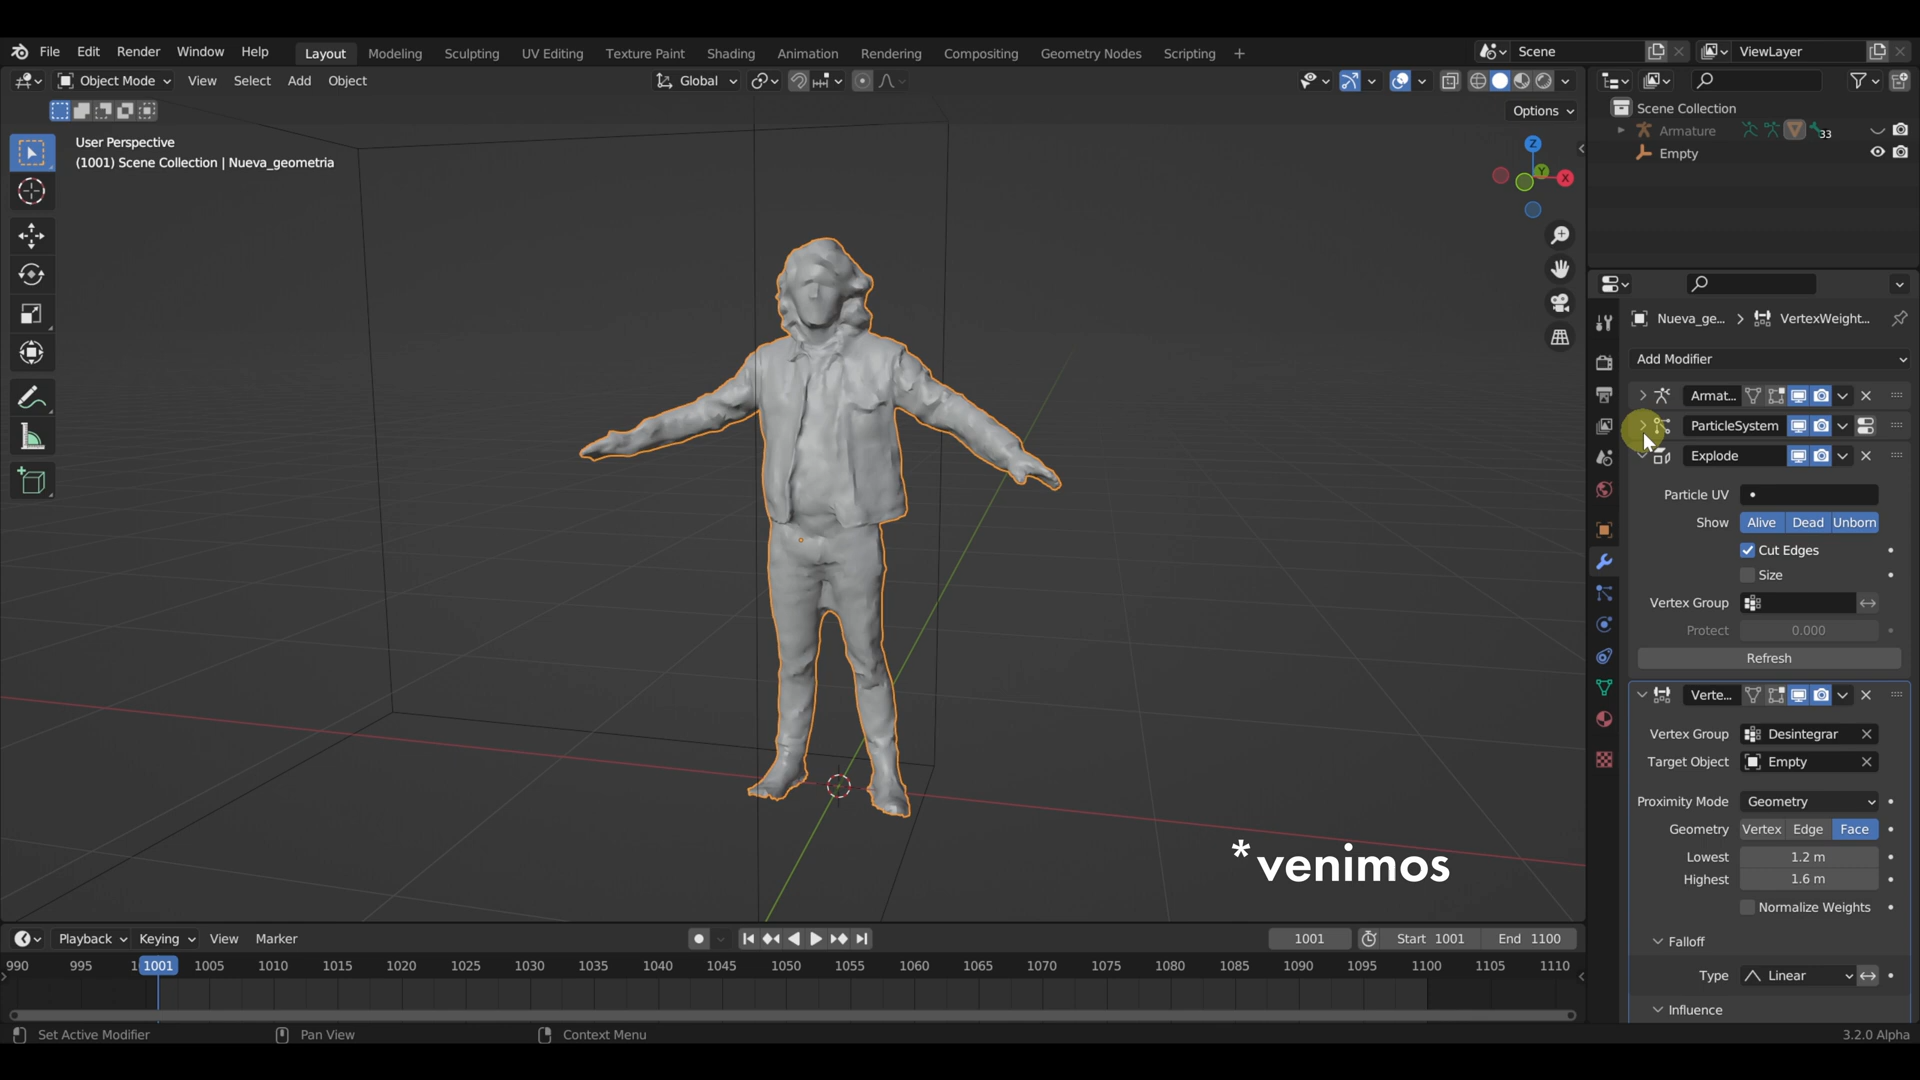 File Edit Render Window Help Layout Modeling Sculpting UV Editing Texture Paint Shading Animation Rendering Compositing Geometry Nodes Scripting + Scene ViewLayer
Object Mode View Select Add Object Global
Options
User Perspective
(1001) Scene Collection | Nueva_geometria
Z
Y
X
Scene Collection
Armature 33
Empty
Nueva_ge... > VertexWeight...
Add Modifier
Armat...
ParticleSystem
Explode
Particle UV
Show Alive Dead Unborn
Cut Edges
Size
Vertex Group
Protect 0.000
Refresh
Verte...
Vertex Group Desintegrar
Target Object Empty
Proximity Mode Geometry
Geometry Vertex Edge Face
Lowest 1.2 m
Highest 1.6 m
Normalize Weights
Falloff
Type Linear
Influence
*venimos
Playback Keying View Marker 1001 Start 1001 End 1100
990 995 1 1001 1005 1010 1015 1020 1025 1030 1035 1040 1045 1050 1055 1060 1065 1070 1075 1080 1085 1090 1095 1100 1105 1110
Set Active Modifier Pan View Context Menu 3.2.0 Alpha